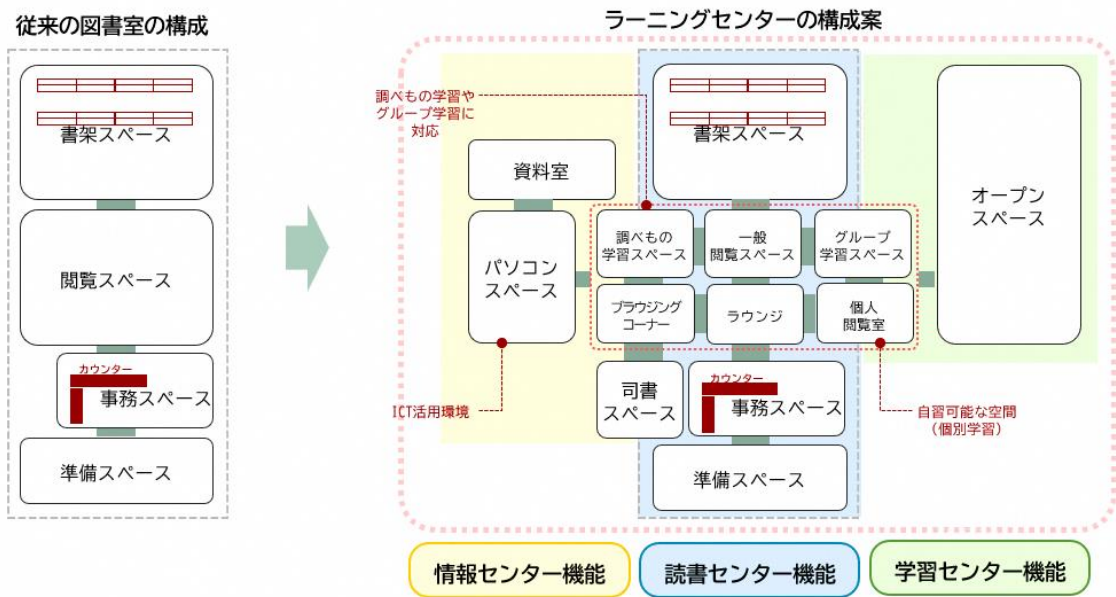 従来の図書室の構成
書架スペース
閲覧スペース
カウンター
事務スペース
準備スペース
ラーニングセンターの構成案
調べもの学習や
グループ学習に
対応
書架スペース
資料室
パソコン
スペース
調べもの
学習スペース
一般
閲覧スペース
グループ
学習スペース
ブラウジング
コーナー
ラウンジ
個人
閲覧室
オープン
スペース
ICT活用環境
司書
スペース
カウンター
事務スペース
自習可能な空間
（個別学習）
準備スペース
情報センター機能
読書センター機能
学習センター機能